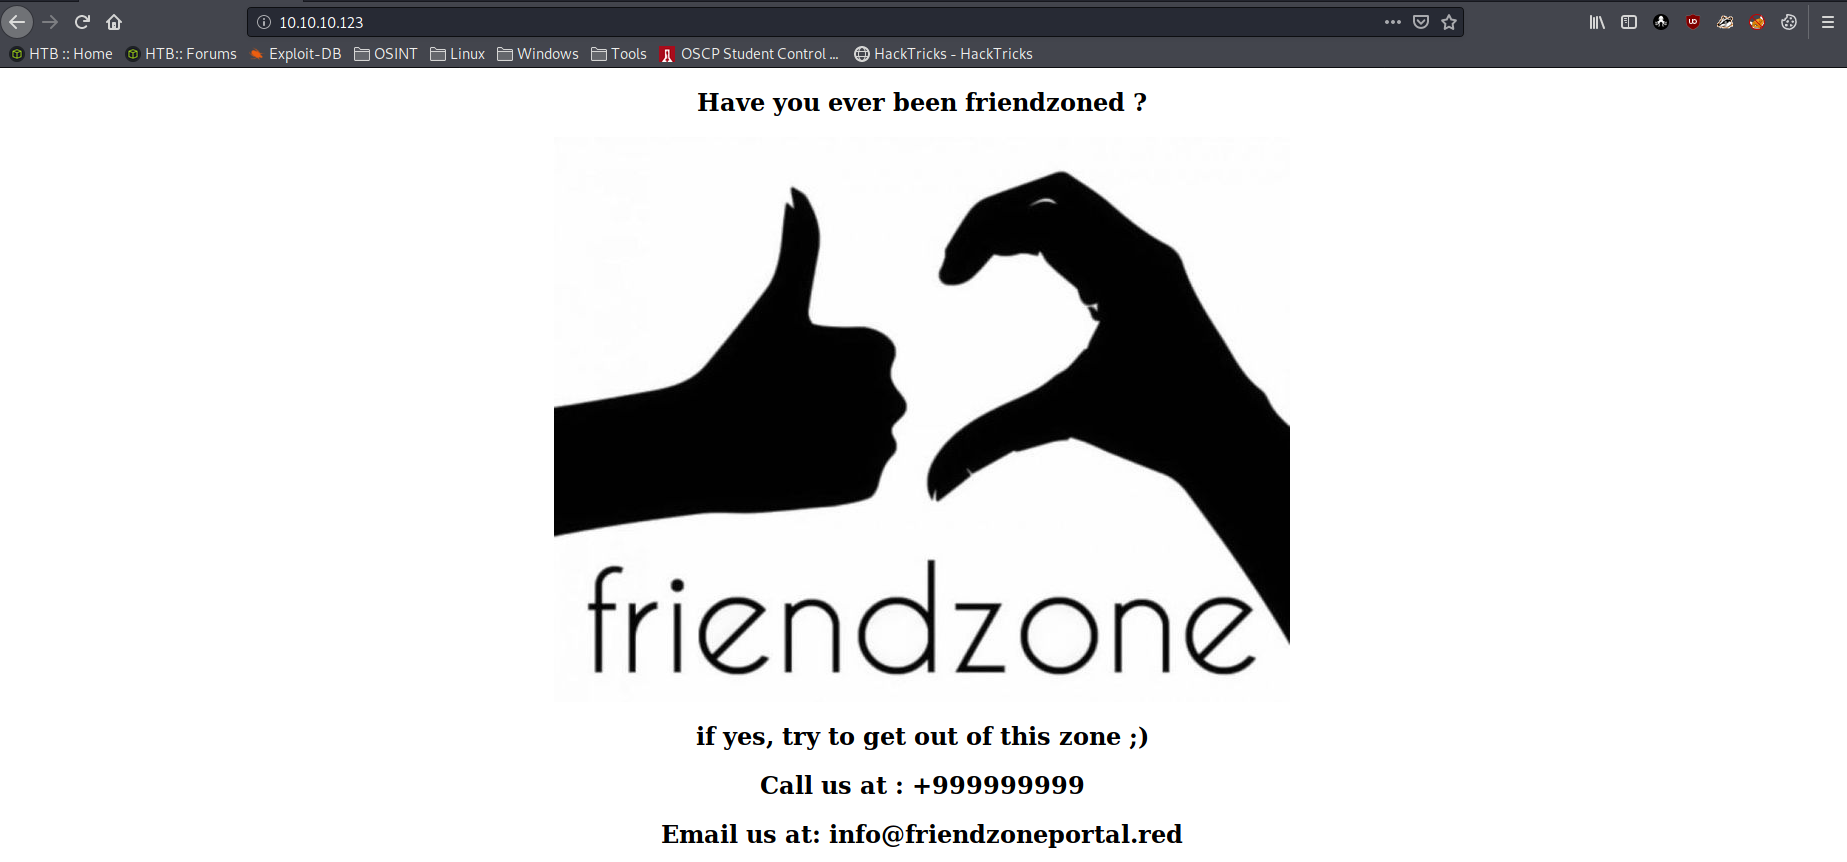 10.10.10.123
HTB :: Home HTB:: Forums Exploit-DB OSINT Linux Windows Tools OSCP Student Control ... HackTricks - HackTricks
Have you ever been friendzoned ?
friendzone
if yes, try to get out of this zone ;)
Call us at : +999999999
Email us at: info@friendzoneportal.red